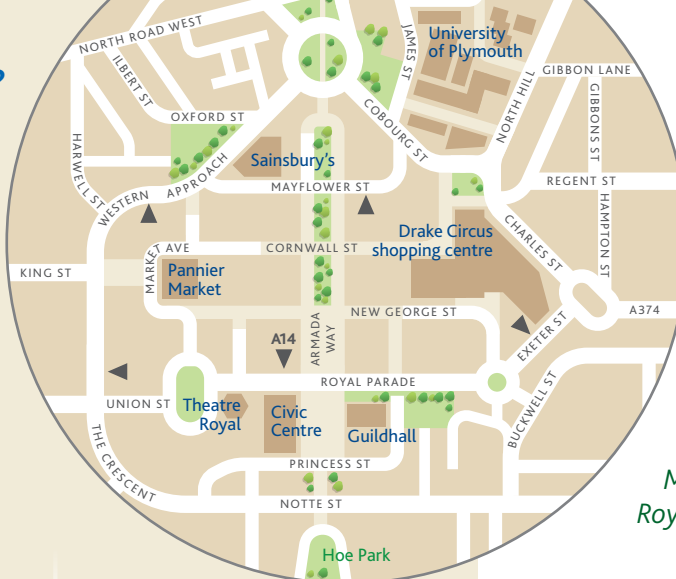 NORTH ROAD WEST
JAMES ST
University
of Plymouth
ILBERT ST
GIBBON LANE
NORTH HILL
GIBBONS ST
OXFORD ST
COBOURG ST
HARWELL ST
Sainsbury's
WESTERN APPROACH
MAYFLOWER ST
REGENT ST
HAMPTON ST
Drake Circus
shopping centre
CHARLES ST
MARKET AVE
CORNWALL ST
KING ST
Pannier
Market
NEW GEORGE ST
A374
ARMADA
WAY
A14
EXETER ST
ROYAL PARADE
BUCKWELL ST
UNION ST
Theatre
Royal
Civic
Centre
Guildhall
THE CRESCENT
PRINCESS ST
NOTTE ST
M
Roy
Hoe Park